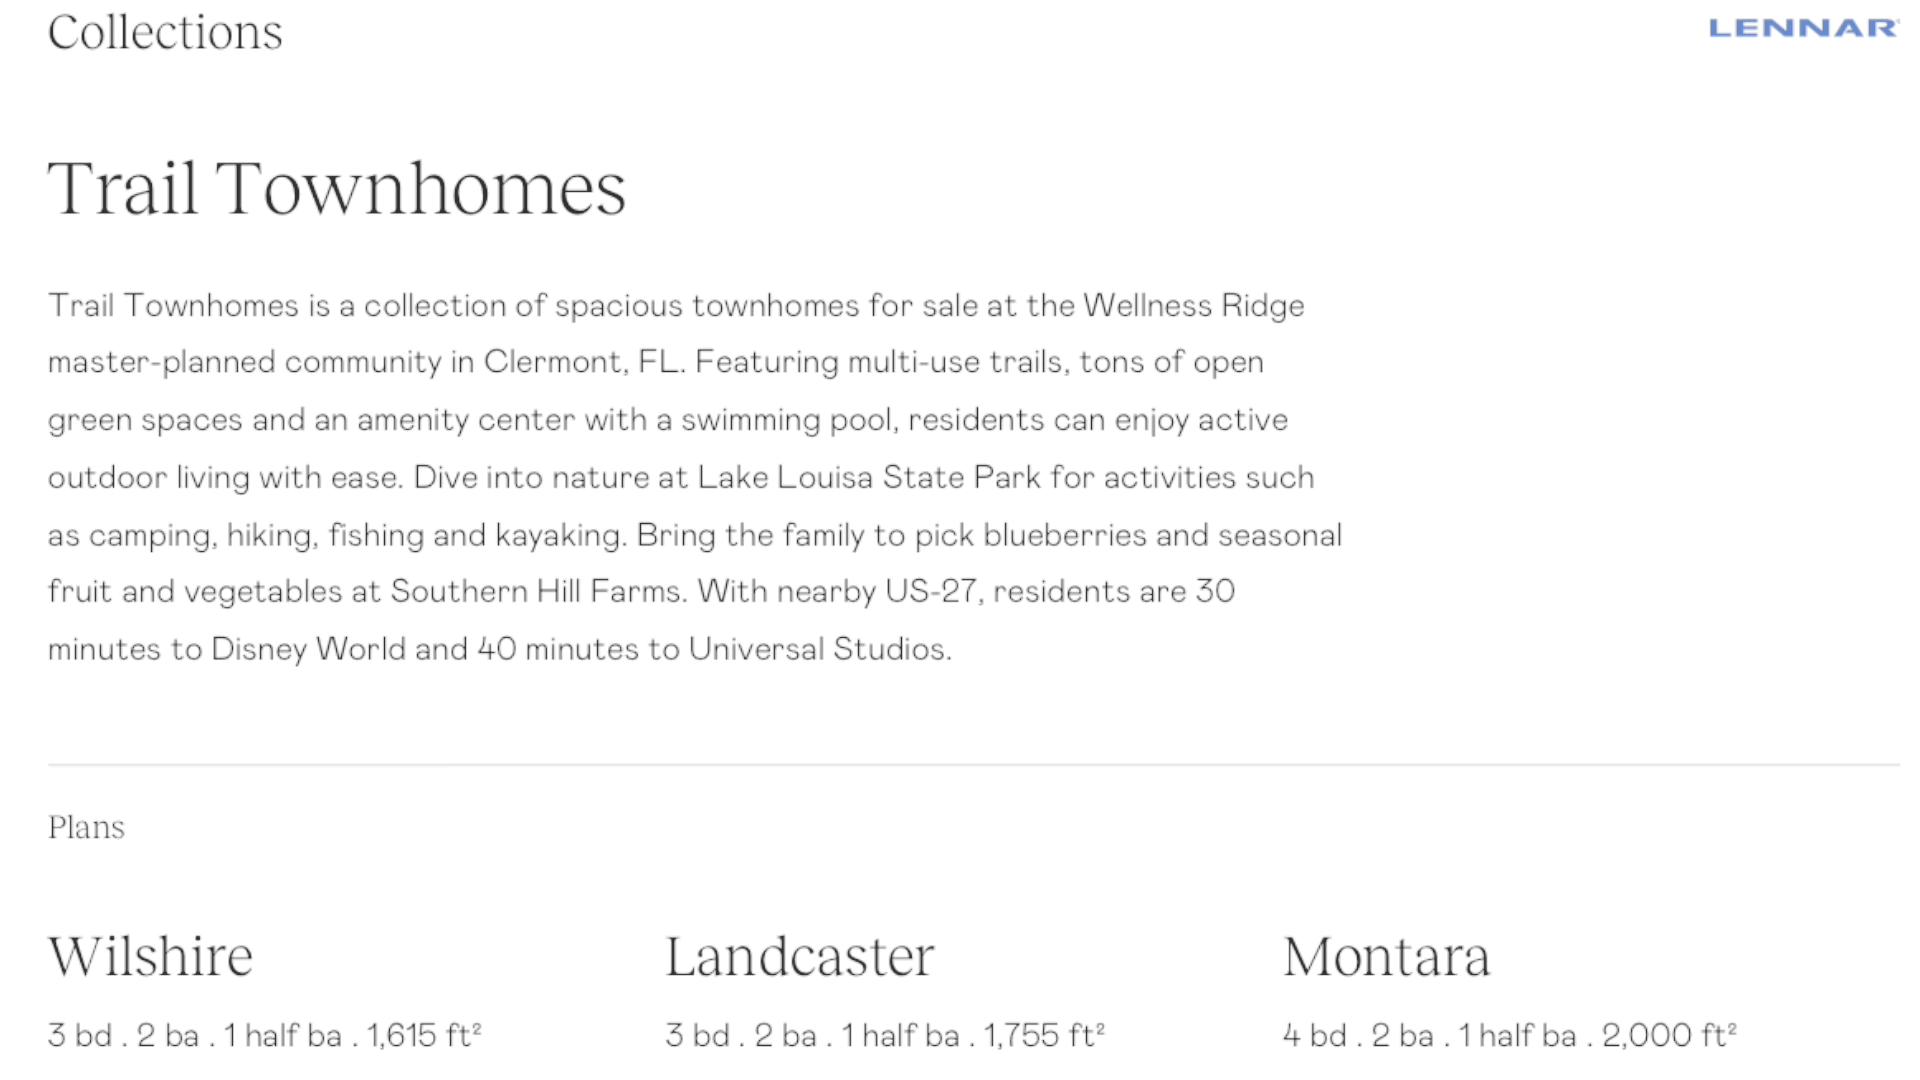 Collections
LENNAR
Trail Townhomes
Trail Townhomes is a collection of spacious townhomes for sale at the Wellness Ridge
master-planned community in Clermont, FL. Featuring multi-use trails, tons of open
green spaces and an amenity center with a swimming pool, residents can enjoy active
outdoor living with ease. Dive into nature at Lake Louisa State Park for activities such
as camping, hiking, fishing and kayaking. Bring the family to pick blueberries and seasonal
fruit and vegetables at Southern Hill Farms. With nearby US-27, residents are 30
minutes to Disney World and 40 minutes to Universal Studios.
Plans
Wilshire
3 bd . 2 ba . 1 half ba . 1,615 ft²
Landcaster
3 bd . 2 ba . 1 half ba . 1,755 ft²
Montara
4 bd . 2 ba . 1 half ba . 2,000 ft²